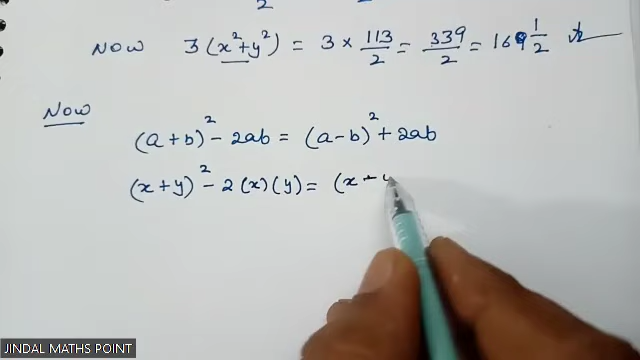 2
Now 3(x²+y²) = 3 × 113/2 = 339/2 = 169 1/2
Now
(a+b)² - 2ab = (a-b)² + 2ab
(x+y)² - 2(x)(y) = (x-
JINDAL MATHS POINT